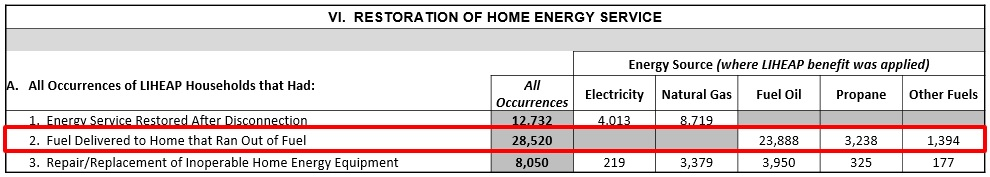 VI. RESTORATION OF HOME ENERGY SERVICE
Energy Source (where LIHEAP benefit was applied)
A. All Occurrences of LIHEAP Households that Had: All Occurrences Electricity Natural Gas Fuel Oil Propane Other Fuels
1. Energy Service Restored After Disconnection 12,732 4,013 8,719
2. Fuel Delivered to Home that Ran Out of Fuel 28,520 23,888 3,238 1,394
3. Repair/Replacement of Inoperable Home Energy Equipment 8,050 219 3,379 3,950 325 177